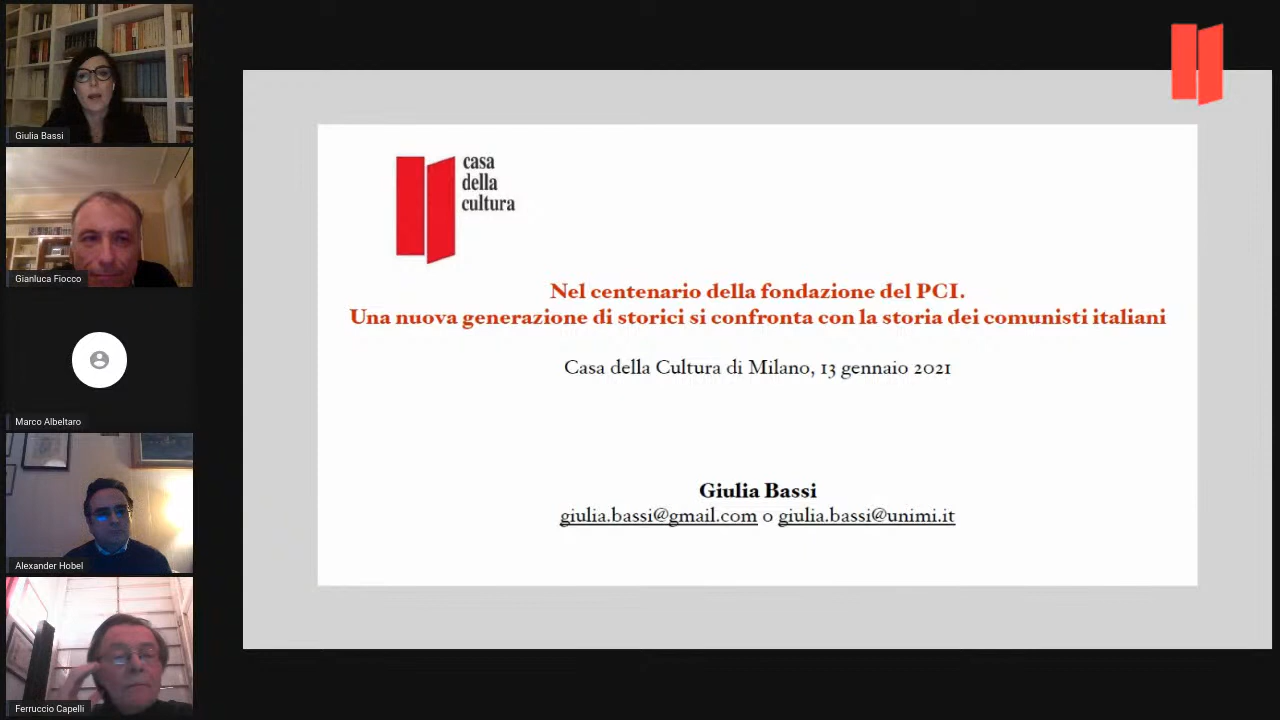 Giulia Bassi
Gianluca Fiocco
Marco Albeltaro
Alexander Hobel
Ferruccio Capelli
casa
della
cultura
Nel centenario della fondazione del PCI.
Una nuova generazione di storici si confronta con la storia dei comunisti italiani
Casa della Cultura di Milano, 13 gennaio 2021
Giulia Bassi
giulia.bassi@gmail.com o giulia.bassi@unimi.it